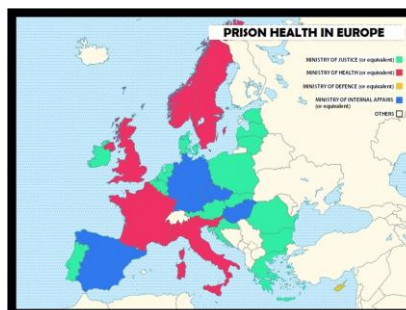 PRISON HEALTH IN EUROPE
MINISTRY OF JUSTICE (or equivalent)
MINISTRY OF HEALTH (or equivalent)
MINISTRY OF DEFENCE (or equivalent)
MINISTRY OF INTERNAL AFFAIRS
(or equivalent)
OTHERS